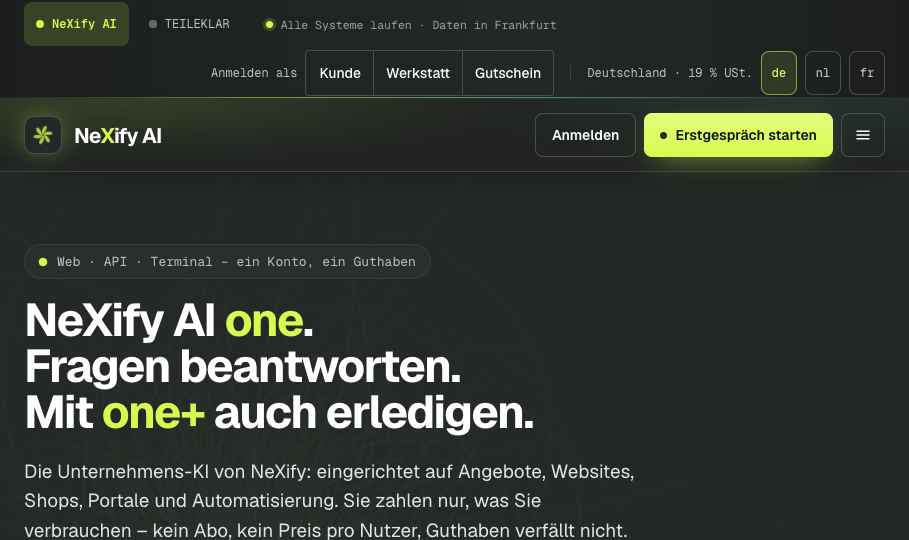 NeXify AI
TEILEKLAR
Alle Systeme laufen · Daten in Frankfurt
Anmelden als
Kunde
Werkstatt
Gutschein
Deutschland · 19 % USt.
de
nl
fr
NeXify AI
Anmelden
Erstgespräch starten
Web · API · Terminal – ein Konto, ein Guthaben
NeXify AI one.
Fragen beantworten.
Mit one+ auch erledigen.
Die Unternehmens-KI von NeXify: eingerichtet auf Angebote, Websites,
Shops, Portale und Automatisierung. Sie zahlen nur, was Sie
verbrauchen – kein Abo, kein Preis pro Nutzer, Guthaben verfällt nicht.